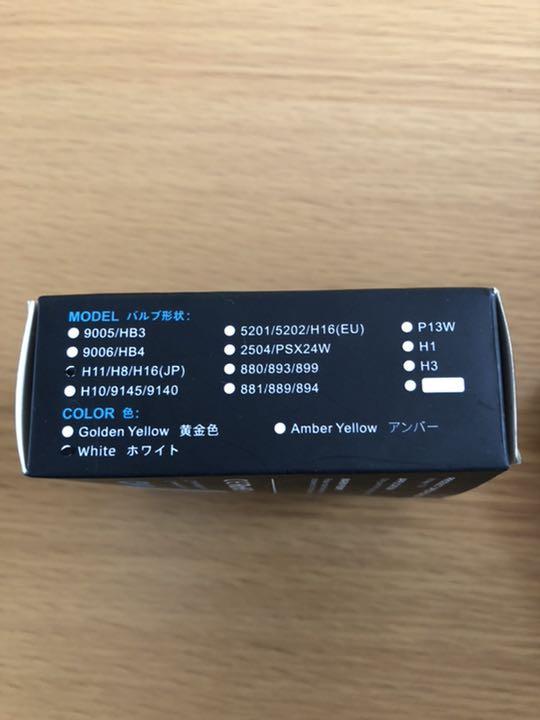 MODEL バルブ形状:
9005/HB3 5201/5202/H16(EU) P13W
9006/HB4 2504/PSX24W H1
H11/H8/H16(JP) 880/893/899 H3
H10/9145/9140 881/889/894
COLOR 色:
Golden Yellow 黄金色 Amber Yellow アンバー
White ホワイト